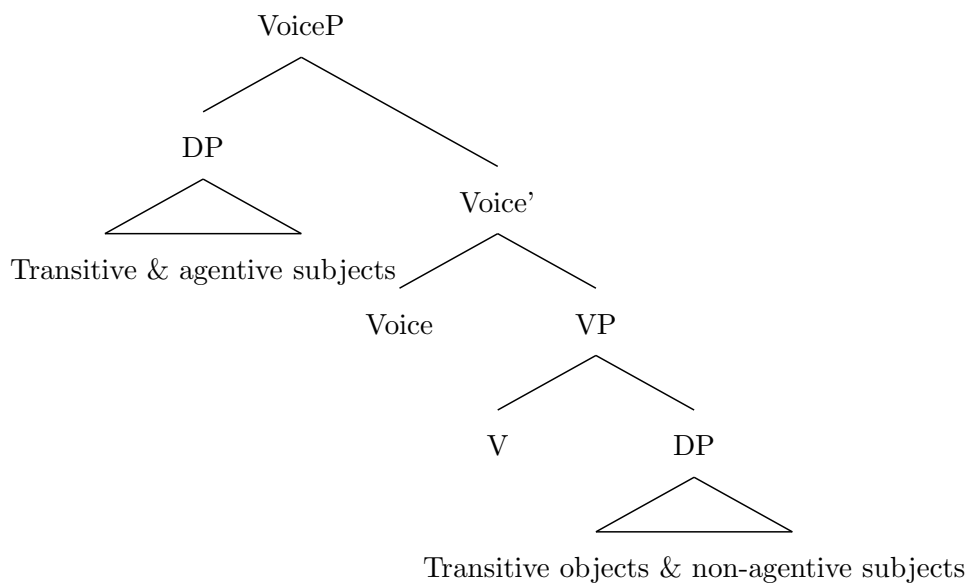 VoiceP
DP
Voice'
Transitive & agentive subjects
Voice
VP
V
DP
Transitive objects & non-agentive subjects